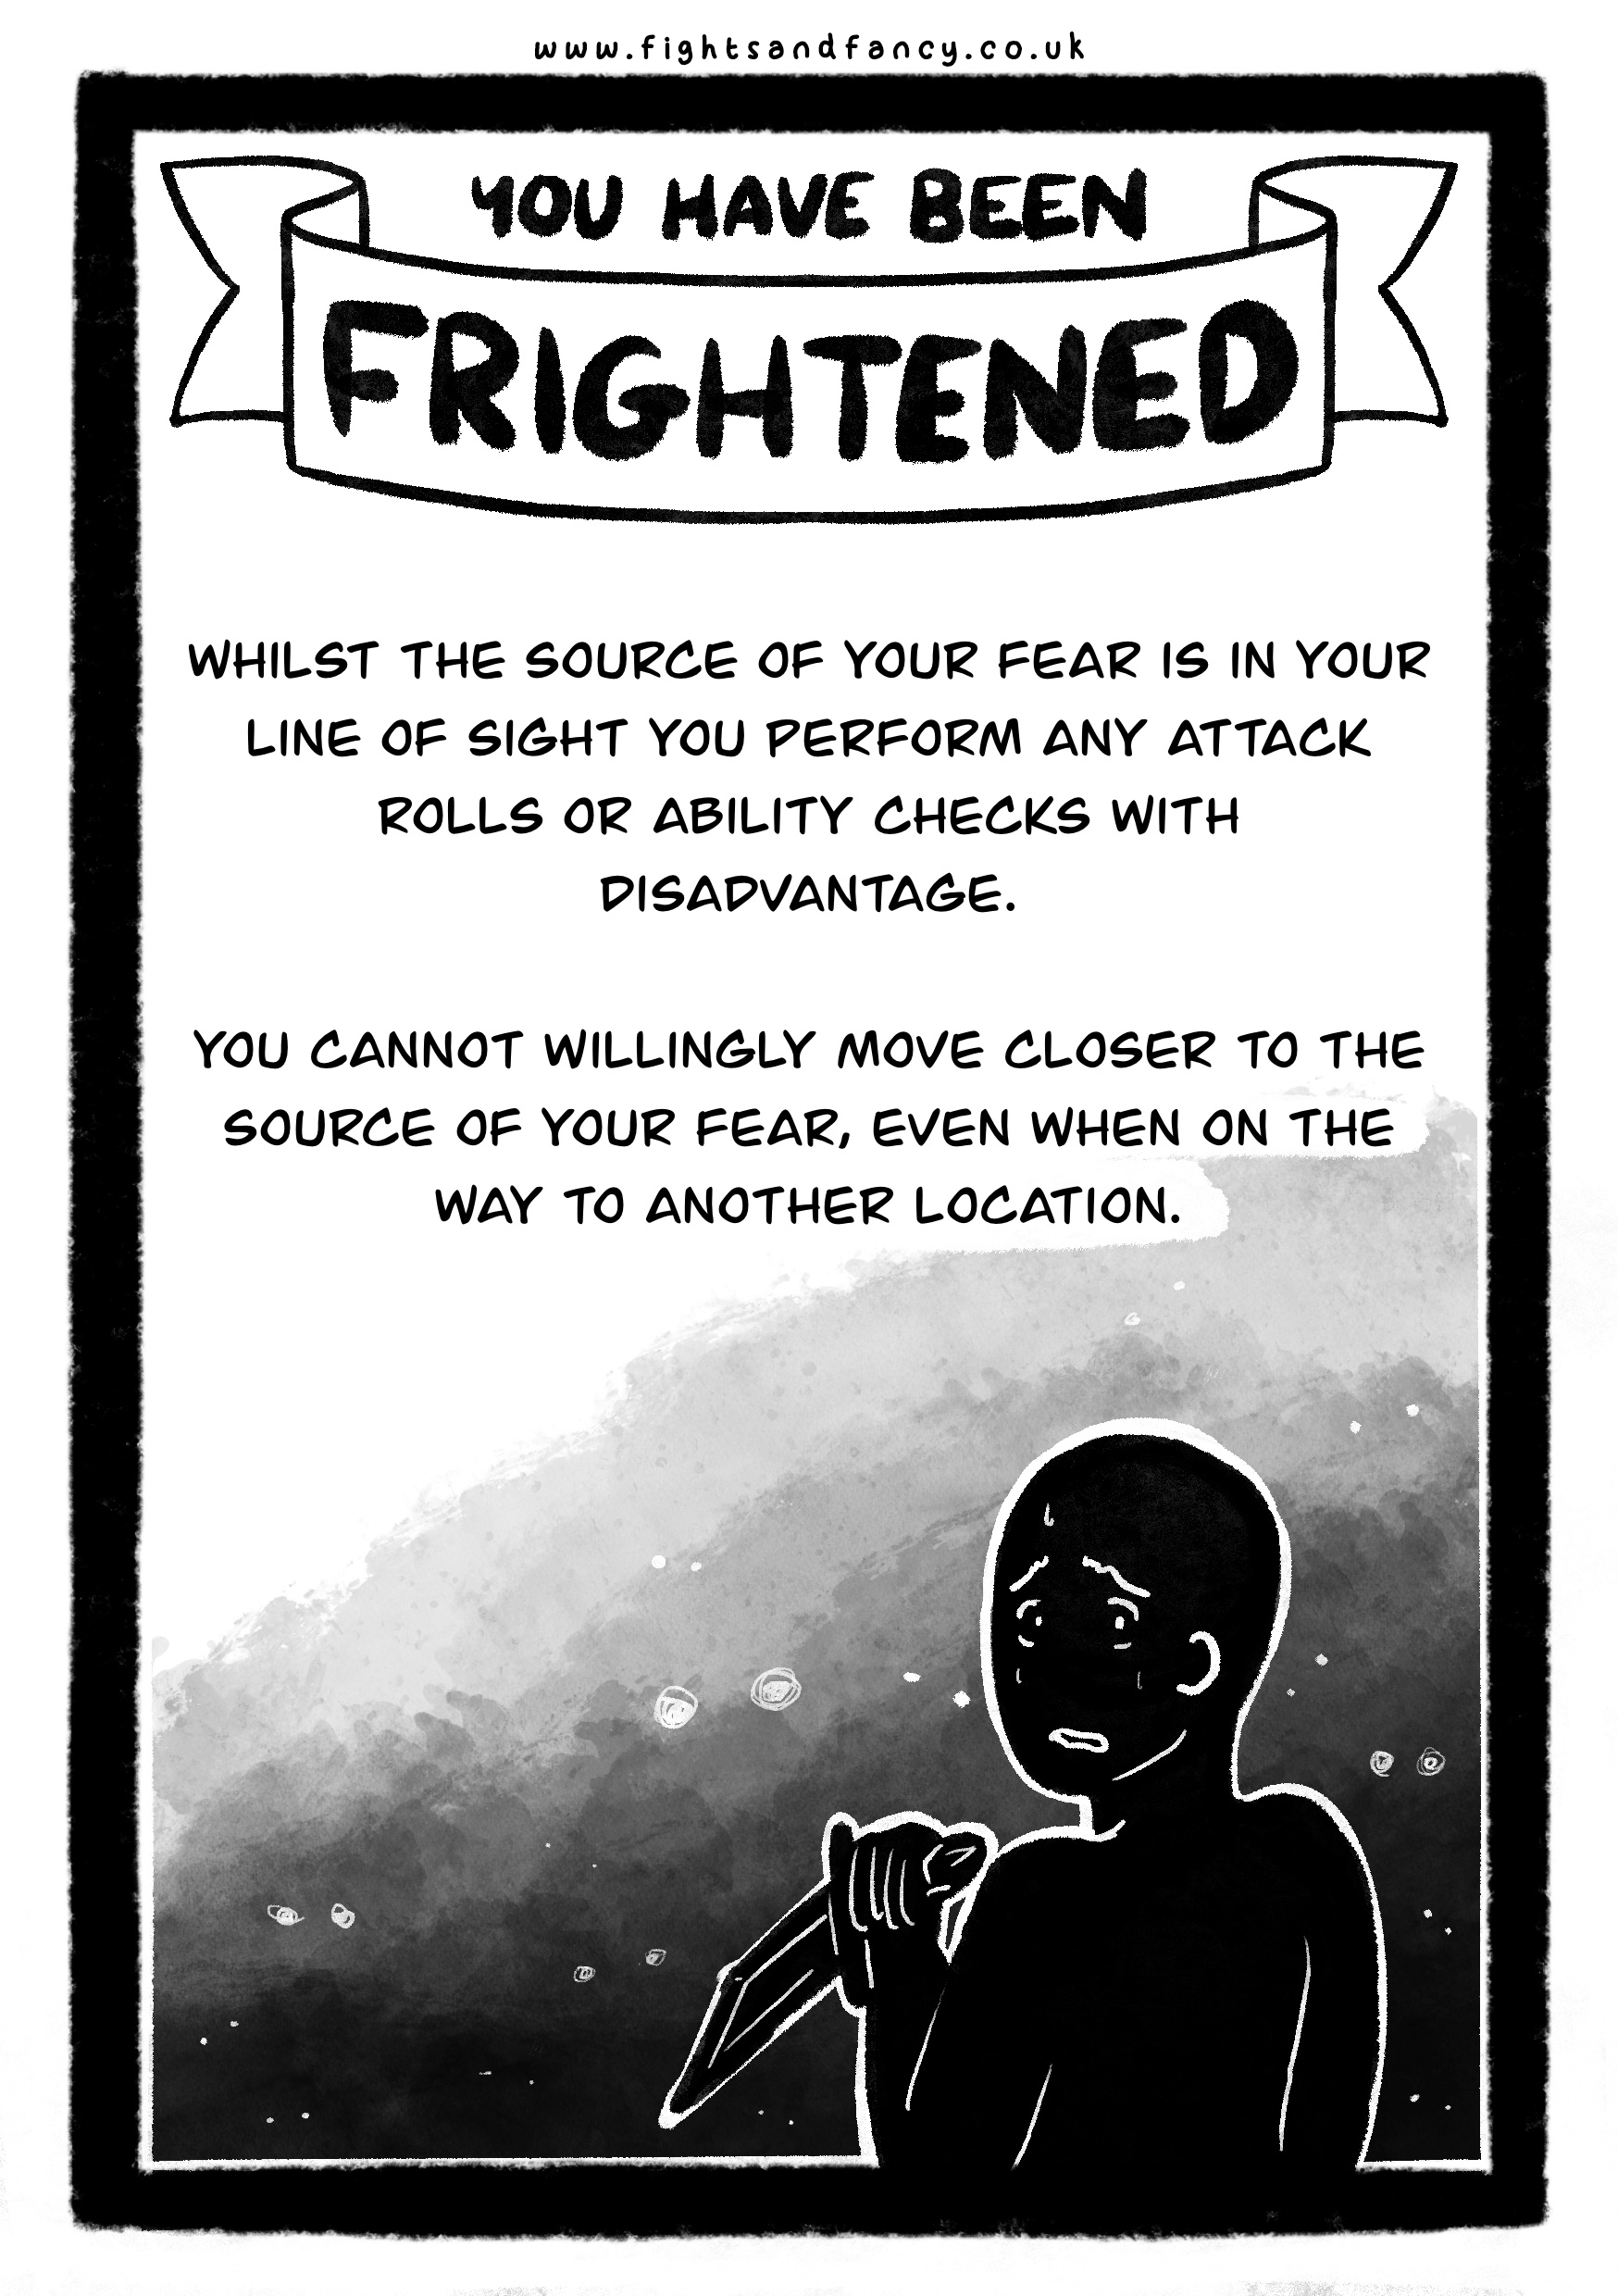 www.fightsandfancy.co.uk
YOU HAVE BEEN
FRIGHTENED
WHILST THE SOURCE OF YOUR FEAR IS IN YOUR
LINE OF SIGHT YOU PERFORM ANY ATTACK
ROLLS OR ABILITY CHECKS WITH
DISADVANTAGE.
YOU CANNOT WILLINGLY MOVE CLOSER TO THE
SOURCE OF YOUR FEAR, EVEN WHEN ON THE
WAY TO ANOTHER LOCATION.